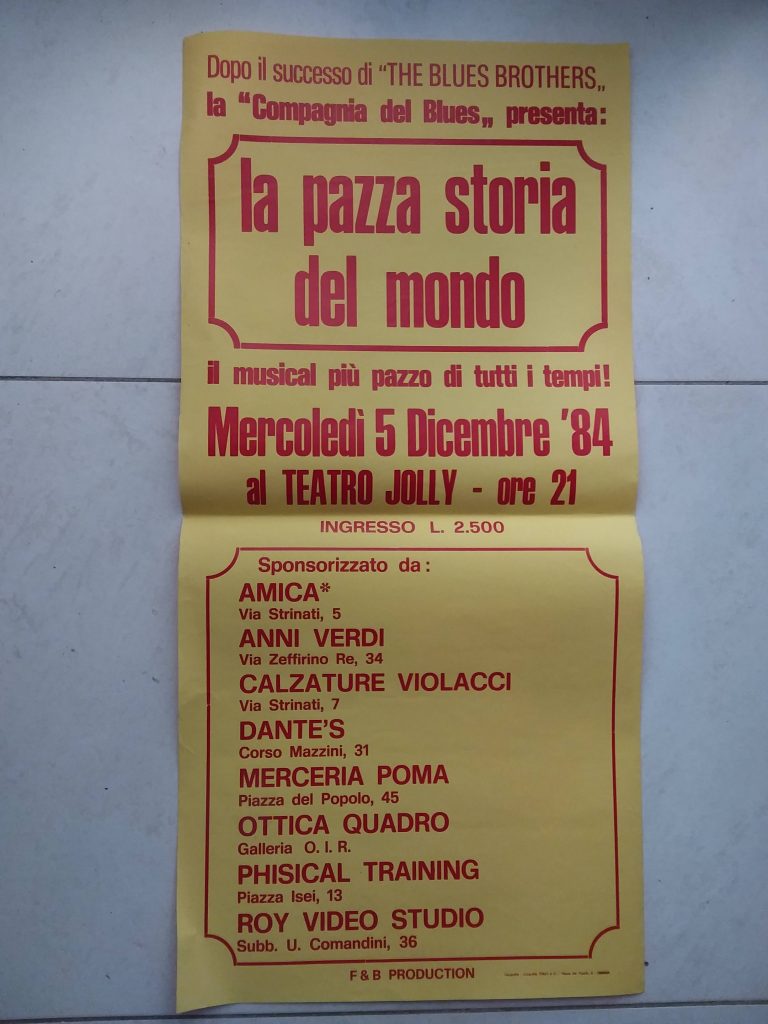 Dopo il successo di "THE BLUES BROTHERS„
la "Compagnia del Blues„ presenta:
la pazza storia
del mondo
il musical più pazzo di tutti i tempi!
Mercoledì 5 Dicembre '84
al TEATRO JOLLY - ore 21
INGRESSO L. 2.500
Sponsorizzato da:
AMICA*
Via Strinati, 5
ANNI VERDI
Via Zeffirino Re, 34
CALZATURE VIOLACCI
Via Strinati, 7
DANTE'S
Corso Mazzini, 31
MERCERIA POMA
Piazza del Popolo, 45
OTTICA QUADRO
Galleria O. I. R.
PHISICAL TRAINING
Piazza Isei, 13
ROY VIDEO STUDIO
Subb. U. Comandini, 36
F & B PRODUCTION